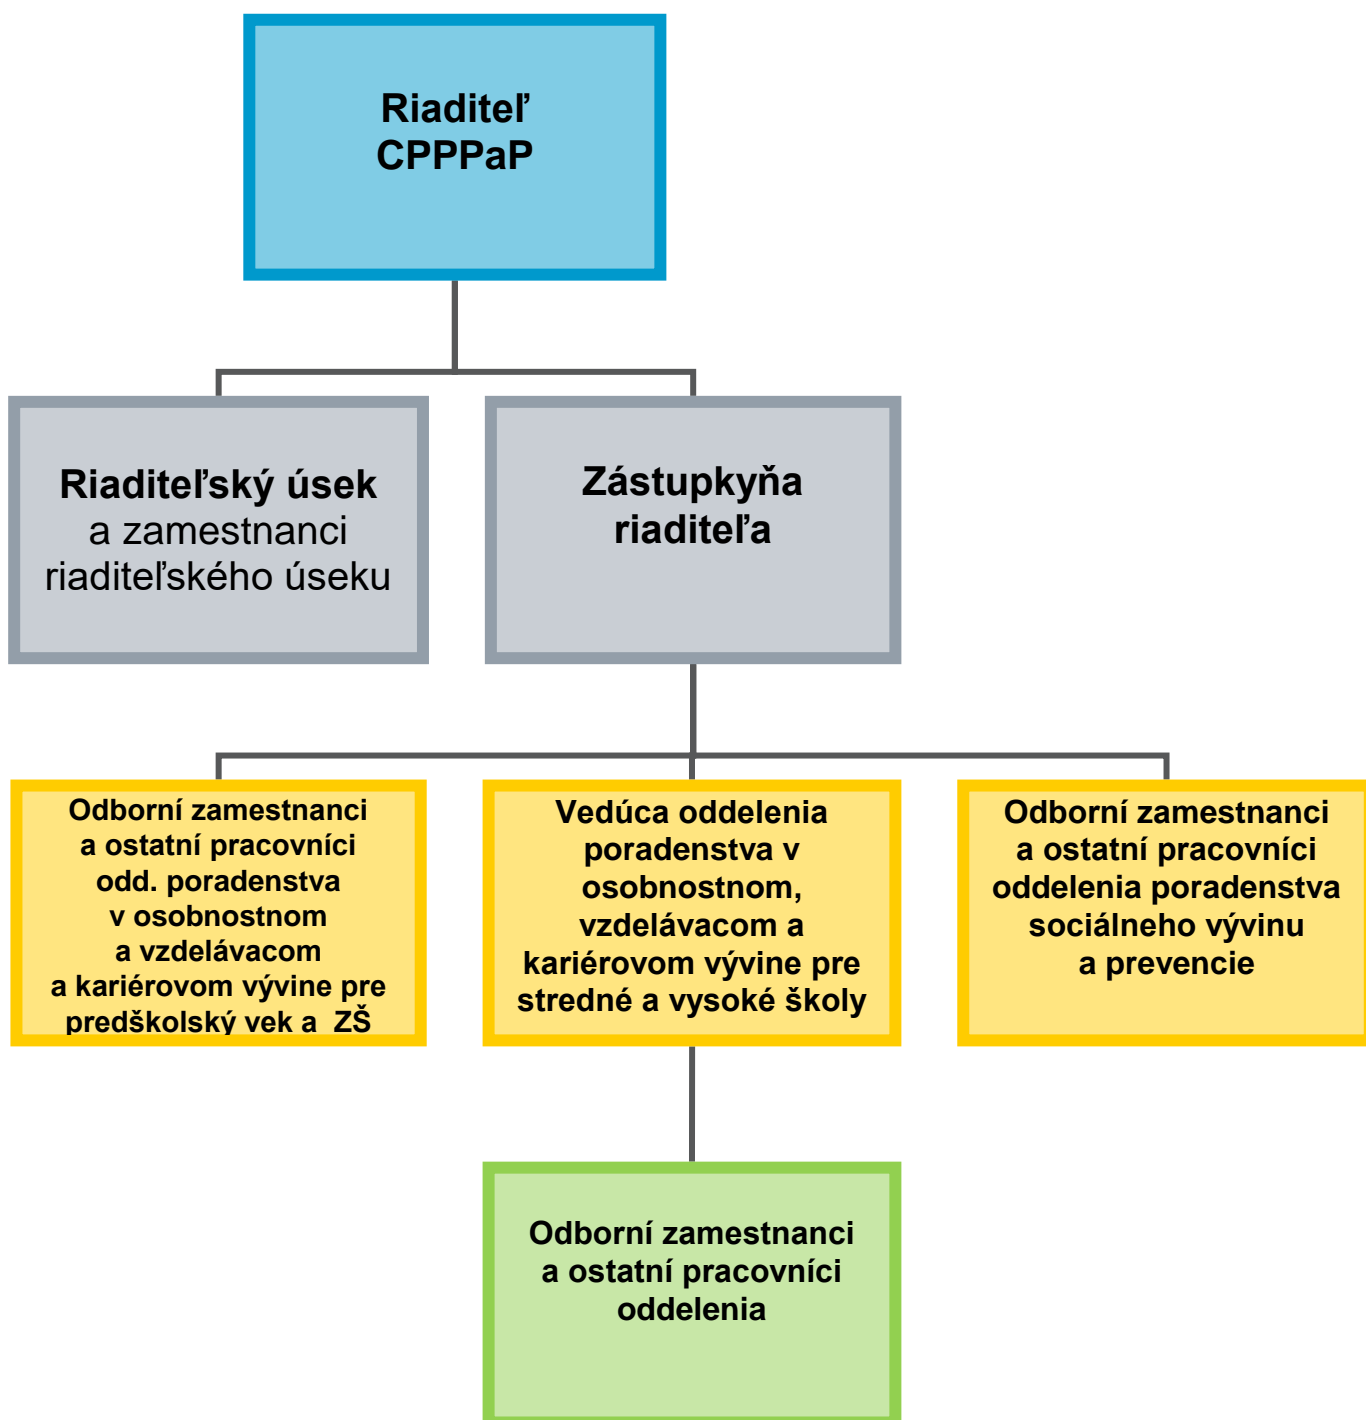 Riaditeľ
CPPPaP
Riaditeľský úsek
a zamestnanci
riaditeľského úseku
Zástupkyňa
riaditeľa
Odborní zamestnanci
a ostatní pracovníci
odd. poradenstva
v osobnostnom
a vzdelávacom
a kariérovom vývine pre
predškolský vek a  ZŠ
Vedúca oddelenia
poradenstva v
osobnostnom,
vzdelávacom a
kariérovom vývine pre
stredné a vysoké školy
Odborní zamestnanci
a ostatní pracovníci
oddelenia poradenstva
sociálneho vývinu
a prevencie
Odborní zamestnanci
a ostatní pracovníci
oddelenia